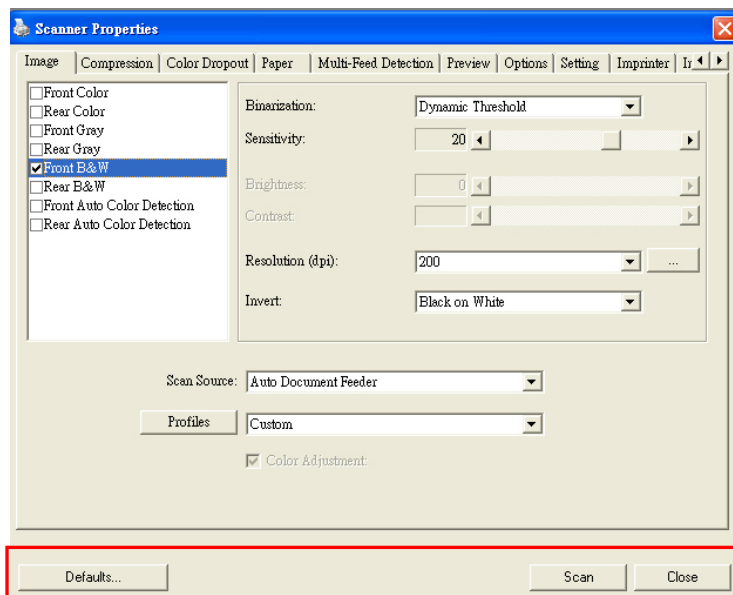 Scanner Properties
Image Compression Color Dropout Paper Multi-Feed Detection Preview Options Setting Imprinter
Front Color
Rear Color
Front Gray
Rear Gray
Front B&W
Rear B&W
Front Auto Color Detection
Rear Auto Color Detection
Binarization: Dynamic Threshold
Sensitivity: 20
Brightness: 0
Contrast:
Resolution (dpi): 200 ...
Invert: Black on White
Scan Source: Auto Document Feeder
Profiles Custom
Color Adjustment:
Defaults... Scan Close